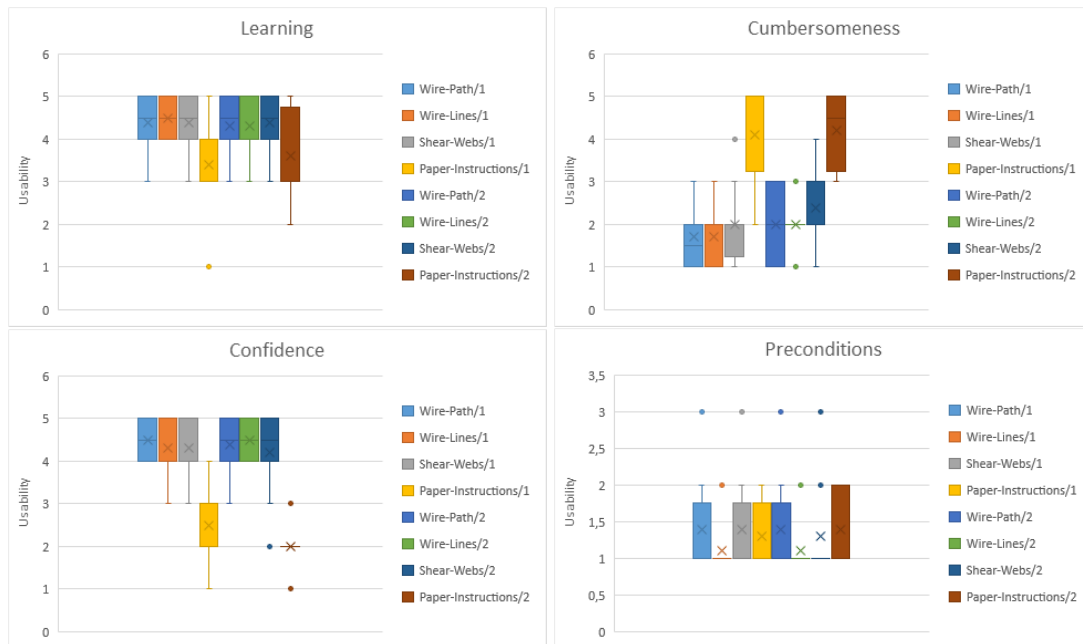 Learning
6
5
4
3
2
1
0
Usability
Wire-Path/1
Wire-Lines/1
Shear-Webs/1
Paper-Instructions/1
Wire-Path/2
Wire-Lines/2
Shear-Webs/2
Paper-Instructions/2
Cumbersomeness
6
5
4
3
2
1
0
Usability
Wire-Path/1
Wire-Lines/1
Shear-Webs/1
Paper-Instructions/1
Wire-Path/2
Wire-Lines/2
Shear-Webs/2
Paper-Instructions/2
Confidence
6
5
4
3
2
1
0
Usability
Wire-Path/1
Wire-Lines/1
Shear-Webs/1
Paper-Instructions/1
Wire-Path/2
Wire-Lines/2
Shear-Webs/2
Paper-Instructions/2
Preconditions
3,5
3
2,5
2
1,5
1
0,5
0
Usability
Wire-Path/1
Wire-Lines/1
Shear-Webs/1
Paper-Instructions/1
Wire-Path/2
Wire-Lines/2
Shear-Webs/2
Paper-Instructions/2